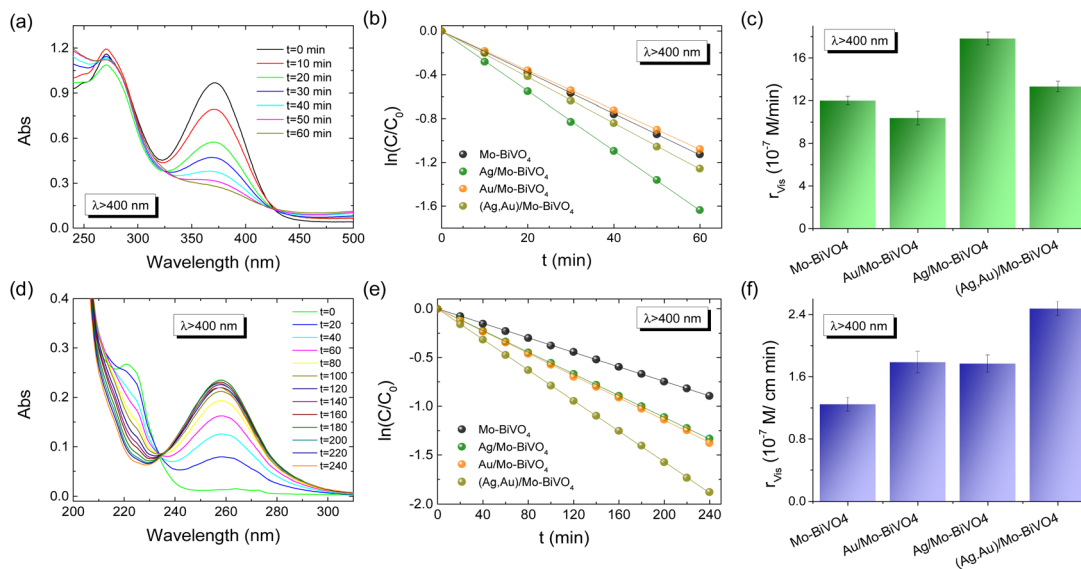 (a)
t=0 min
t=10 min
t=20 min
t=30 min
t=40 min
t=50 min
t=60 min
λ>400 nm
Abs
0.0
0.3
0.6
0.9
1.2
250 300 350 400 450 500
Wavelength (nm)
(b)
λ>400 nm
ln(C/C₀)
0.0
-0.4
-0.8
-1.2
-1.6
Mo-BiVO₄
Ag/Mo-BiVO₄
Au/Mo-BiVO₄
(Ag,Au)/Mo-BiVO₄
0 10 20 30 40 50 60
t (min)
(c)
λ>400 nm
r_Vis (10⁻⁷ M/min)
16
12
8
4
0
Mo-BiVO4
Au/Mo-BiVO4
Ag/Mo-BiVO4
(Ag,Au)/Mo-BiVO4
(d)
λ>400 nm
t=0
t=20
t=40
t=60
t=80
t=100
t=120
t=140
t=160
t=180
t=200
t=220
t=240
Abs
0.4
0.3
0.2
0.1
0.0
200 220 240 260 280 300
Wavelength (nm)
(e)
λ>400 nm
ln(C/C₀)
0.0
-0.5
-1.0
-1.5
-2.0
Mo-BiVO₄
Ag/Mo-BiVO₄
Au/Mo-BiVO₄
(Ag,Au)/Mo-BiVO₄
0 40 80 120 160 200 240
t (min)
(f)
λ>400 nm
r_Vis (10⁻⁷ M/ cm min)
2.4
1.6
0.8
0.0
Mo-BiVO4
Au/Mo-BiVO4
Ag/Mo-BiVO4
(Ag.Au)/Mo-BiVO4